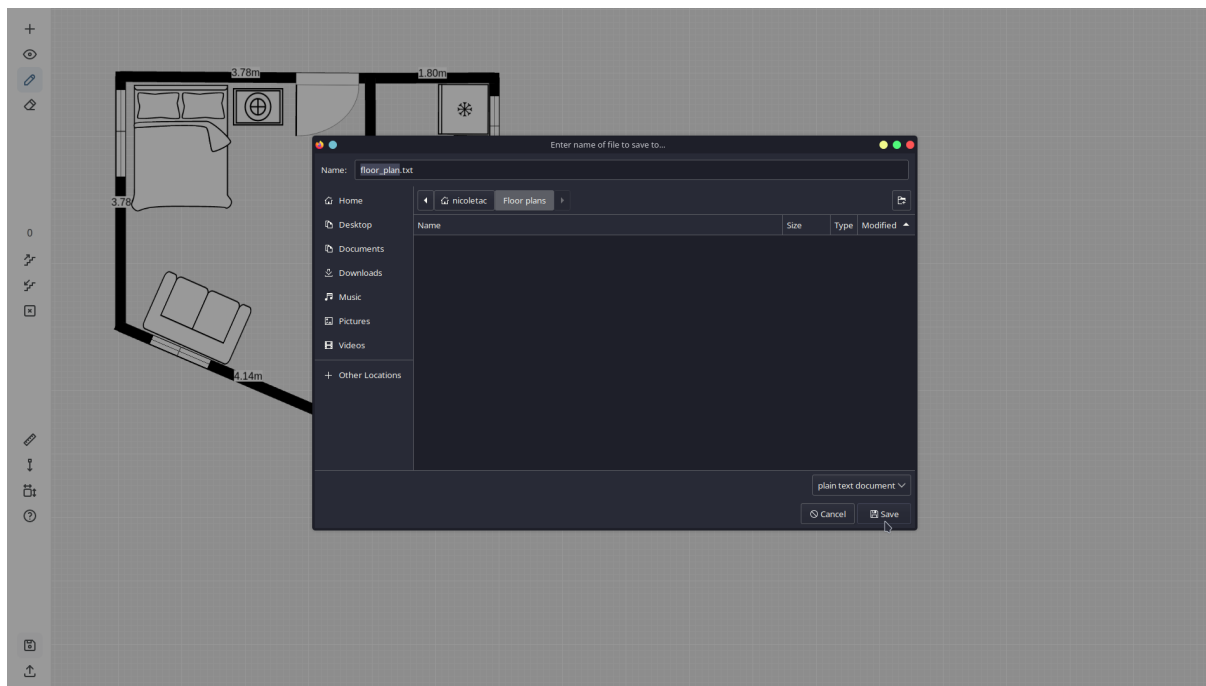 3.78m
1.80m
Enter name of file to save to...
Name: floor_plan.txt
Home
nicoletac Floor plans
Desktop
Name Size Type Modified
Documents
Downloads
Music
Pictures
Videos
Other Locations
3.78
0
4.14m
plain text document
Cancel Save